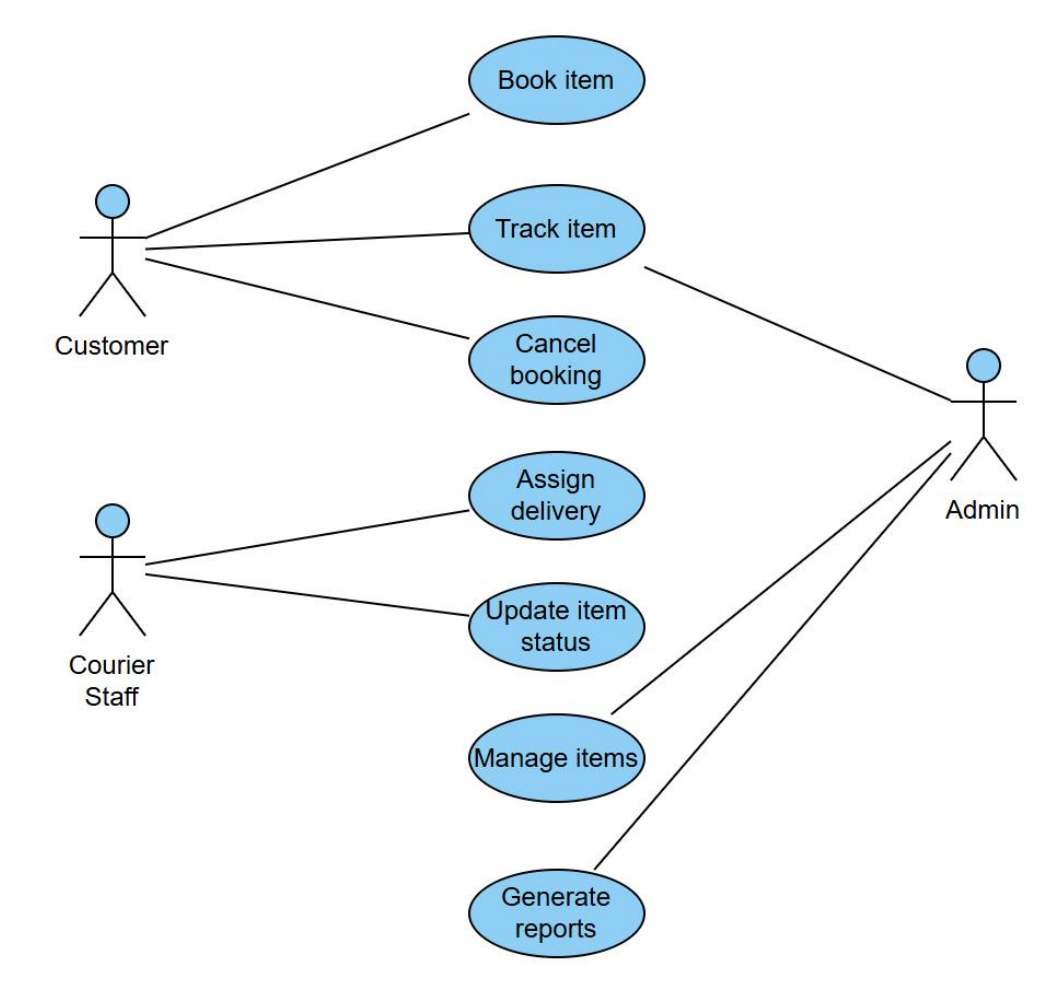 Book item
Track item
Customer
Cancel
booking
Assign
delivery
Admin
Update item
status
Courier
Staff
Manage items
Generate
reports